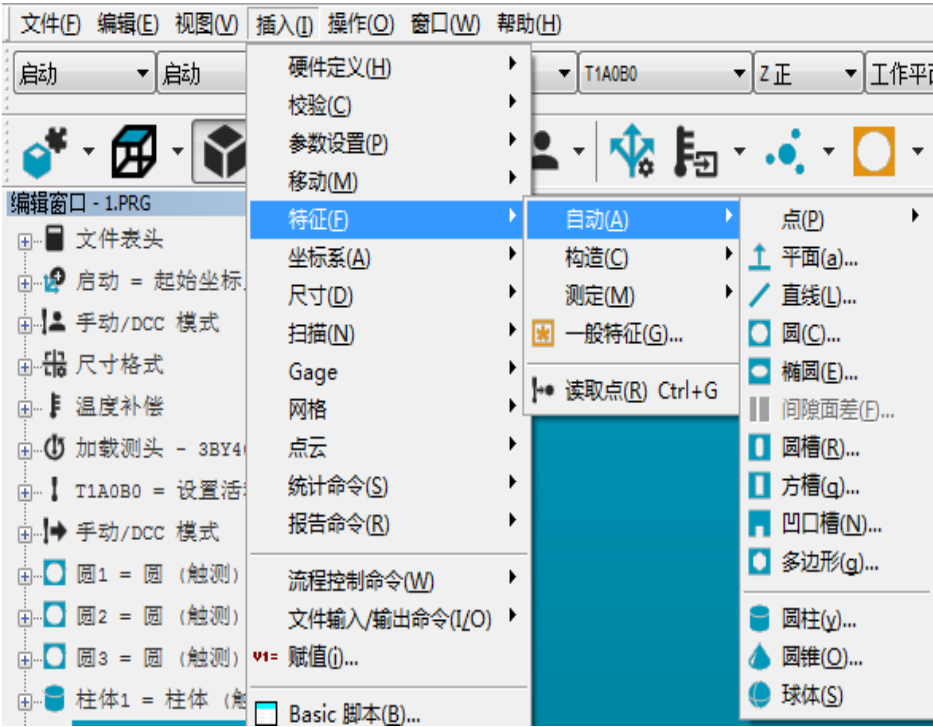 文件(F) 编辑(E) 视图(V) 插入(I) 操作(O) 窗口(W) 帮助(H)
启动 启动 T1A0B0 Z 正 工作平
编辑窗口 - 1.PRG
文件表头
启动 = 起始坐标
手动/DCC 模式
尺寸格式
温度补偿
加载测头 - 3BY4
T1A0B0 = 设置活
手动/DCC 模式
圆1 = 圆 (触测)
圆2 = 圆 (触测)
圆3 = 圆 (触测)
柱体1 = 柱体 (触
硬件定义(H)
校验(C)
参数设置(P)
移动(M)
特征(F)
坐标系(A)
尺寸(D)
扫描(N)
Gage
网格
点云
统计命令(S)
报告命令(R)
流程控制命令(W)
文件输入/输出命令(I/O)
V1= 赋值(i)...
Basic 脚本(B)...
自动(A)
构造(C)
测定(M)
一般特征(G)...
读取点(R) Ctrl+G
点(P)
平面(a)...
直线(L)...
圆(C)...
椭圆(E)...
间隙面差(F)...
圆槽(R)...
方槽(q)...
凹口槽(N)...
多边形(g)...
圆柱(y)...
圆锥(O)...
球体(S)